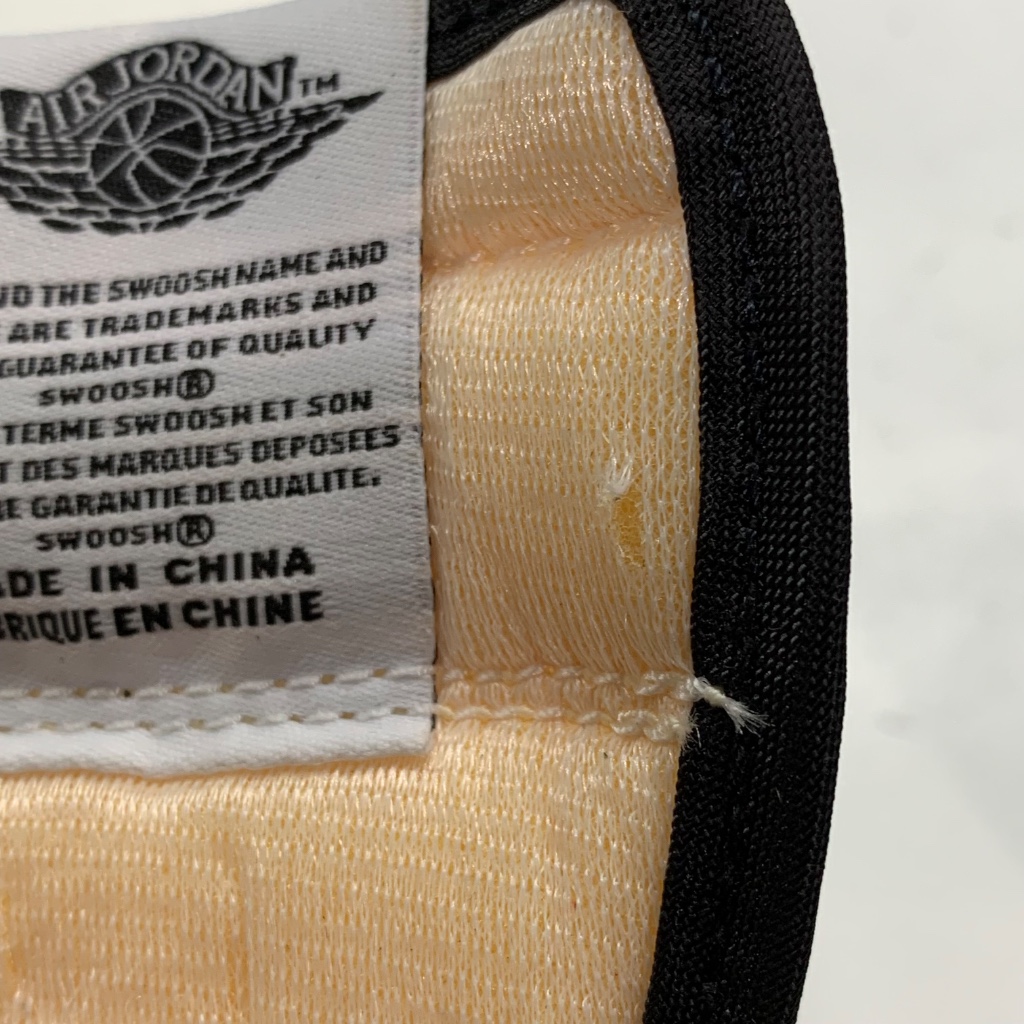 AIR JORDAN™
THE SWOOSH NAME AND
ARE TRADEMARKS AND
GUARANTEE OF QUALITY
SWOOSH®
TERME SWOOSH ET SON
DES MARQUES DEPOSEES
GARANTIE DE QUALITE.
SWOOSH®
IN CHINA
EN CHINE